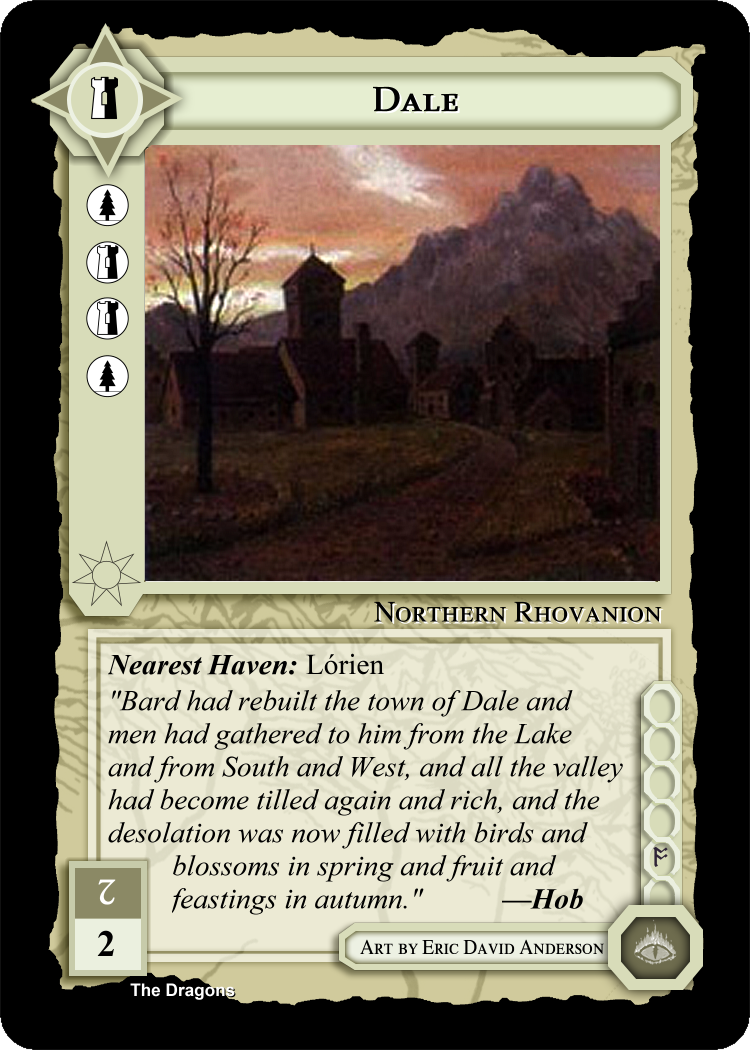 Dale
Northern Rhovanion
Nearest Haven: Lórien
"Bard had rebuilt the town of Dale and
men had gathered to him from the Lake
and from South and West, and all the valley
had become tilled again and rich, and the
desolation was now filled with birds and
blossoms in spring and fruit and
feastings in autumn." —Hob
2
2
Art by Eric David Anderson
The Dragons